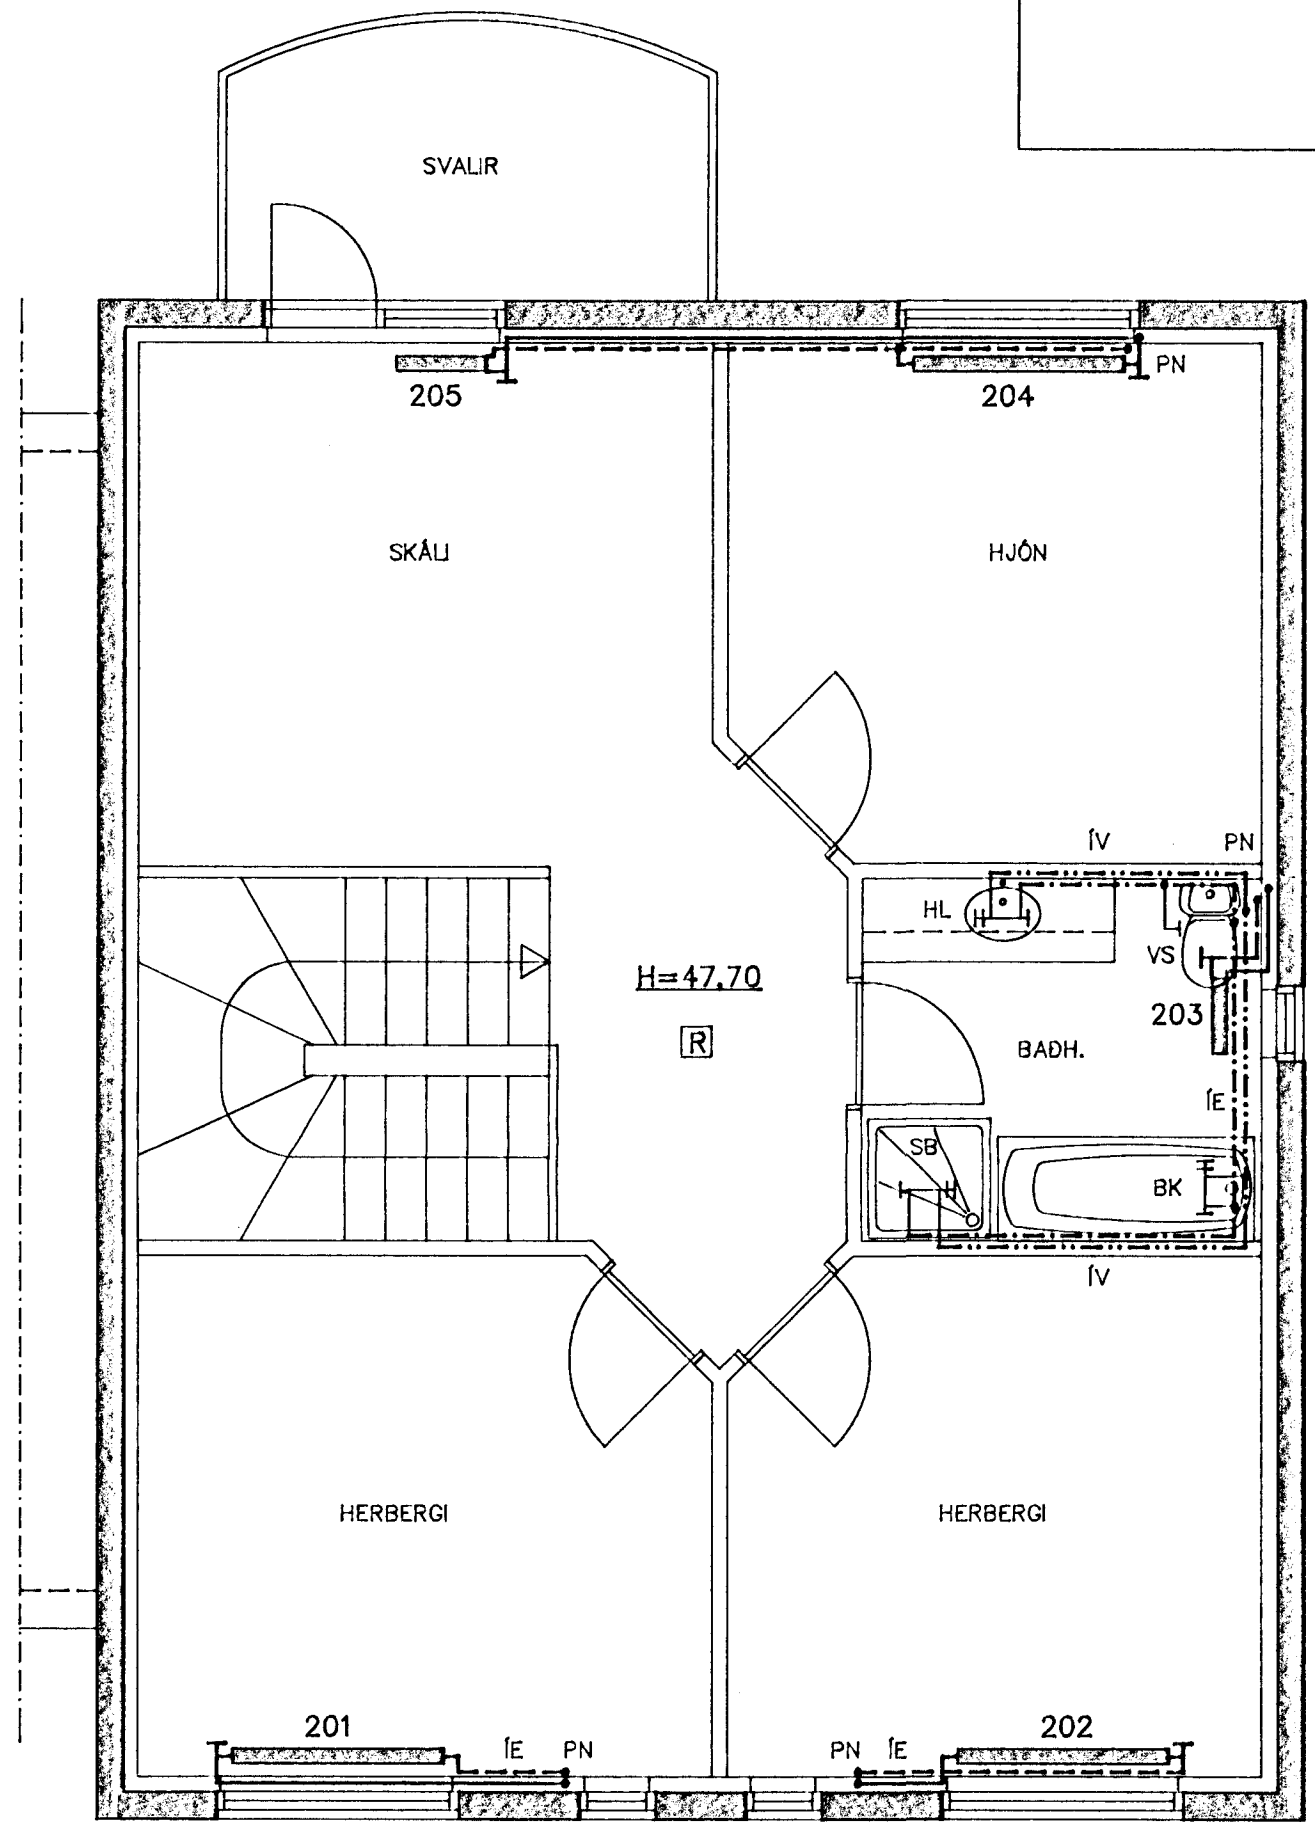 SVALIR
PN
205
204
SKÁLI
HJÓN
ÍV
PN
HL
VS
H=47.70
203
R
BAÐH.
ÍE
SB
BK
ÍV
HERBERGI
HERBERGI
201
202
ÍE
PN
PN
ÍE